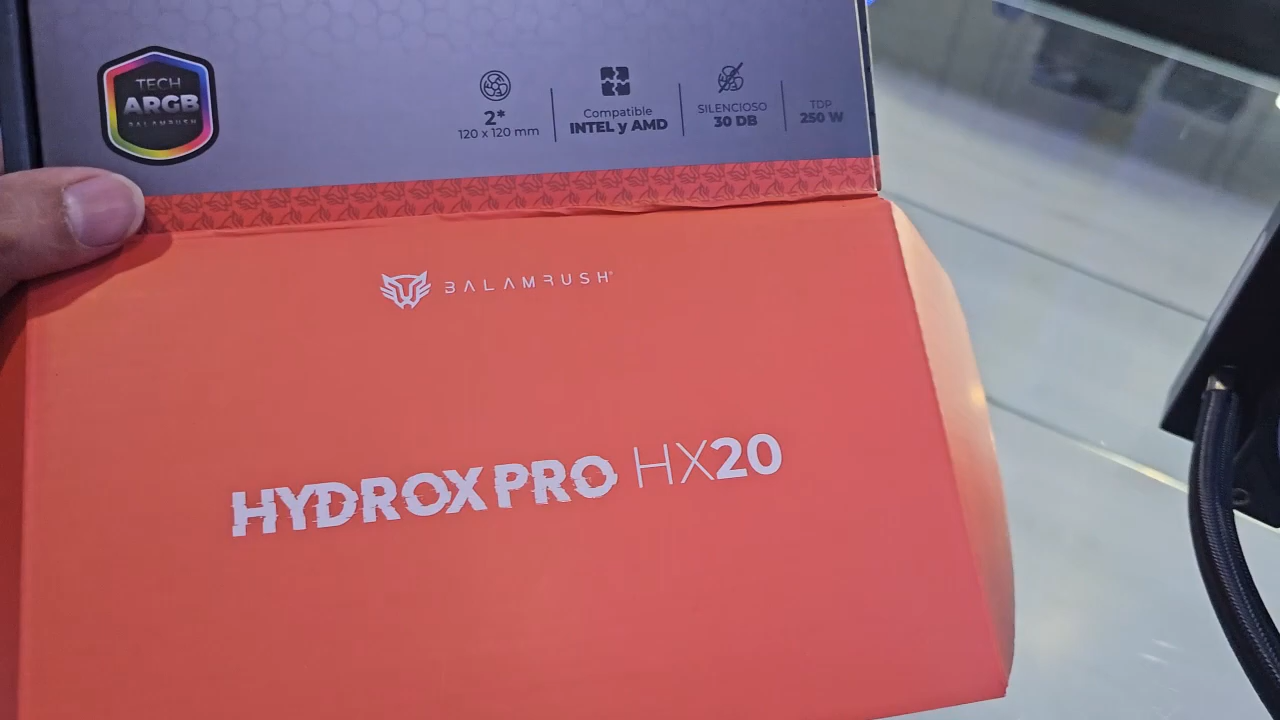 TECH
ARGB
BALAMRUSH
2*
120 x 120 mm
Compatible
INTEL y AMD
SILENCIOSO
30 DB
TDP
250 W
BALAMRUSH
HYDROX PRO HX20